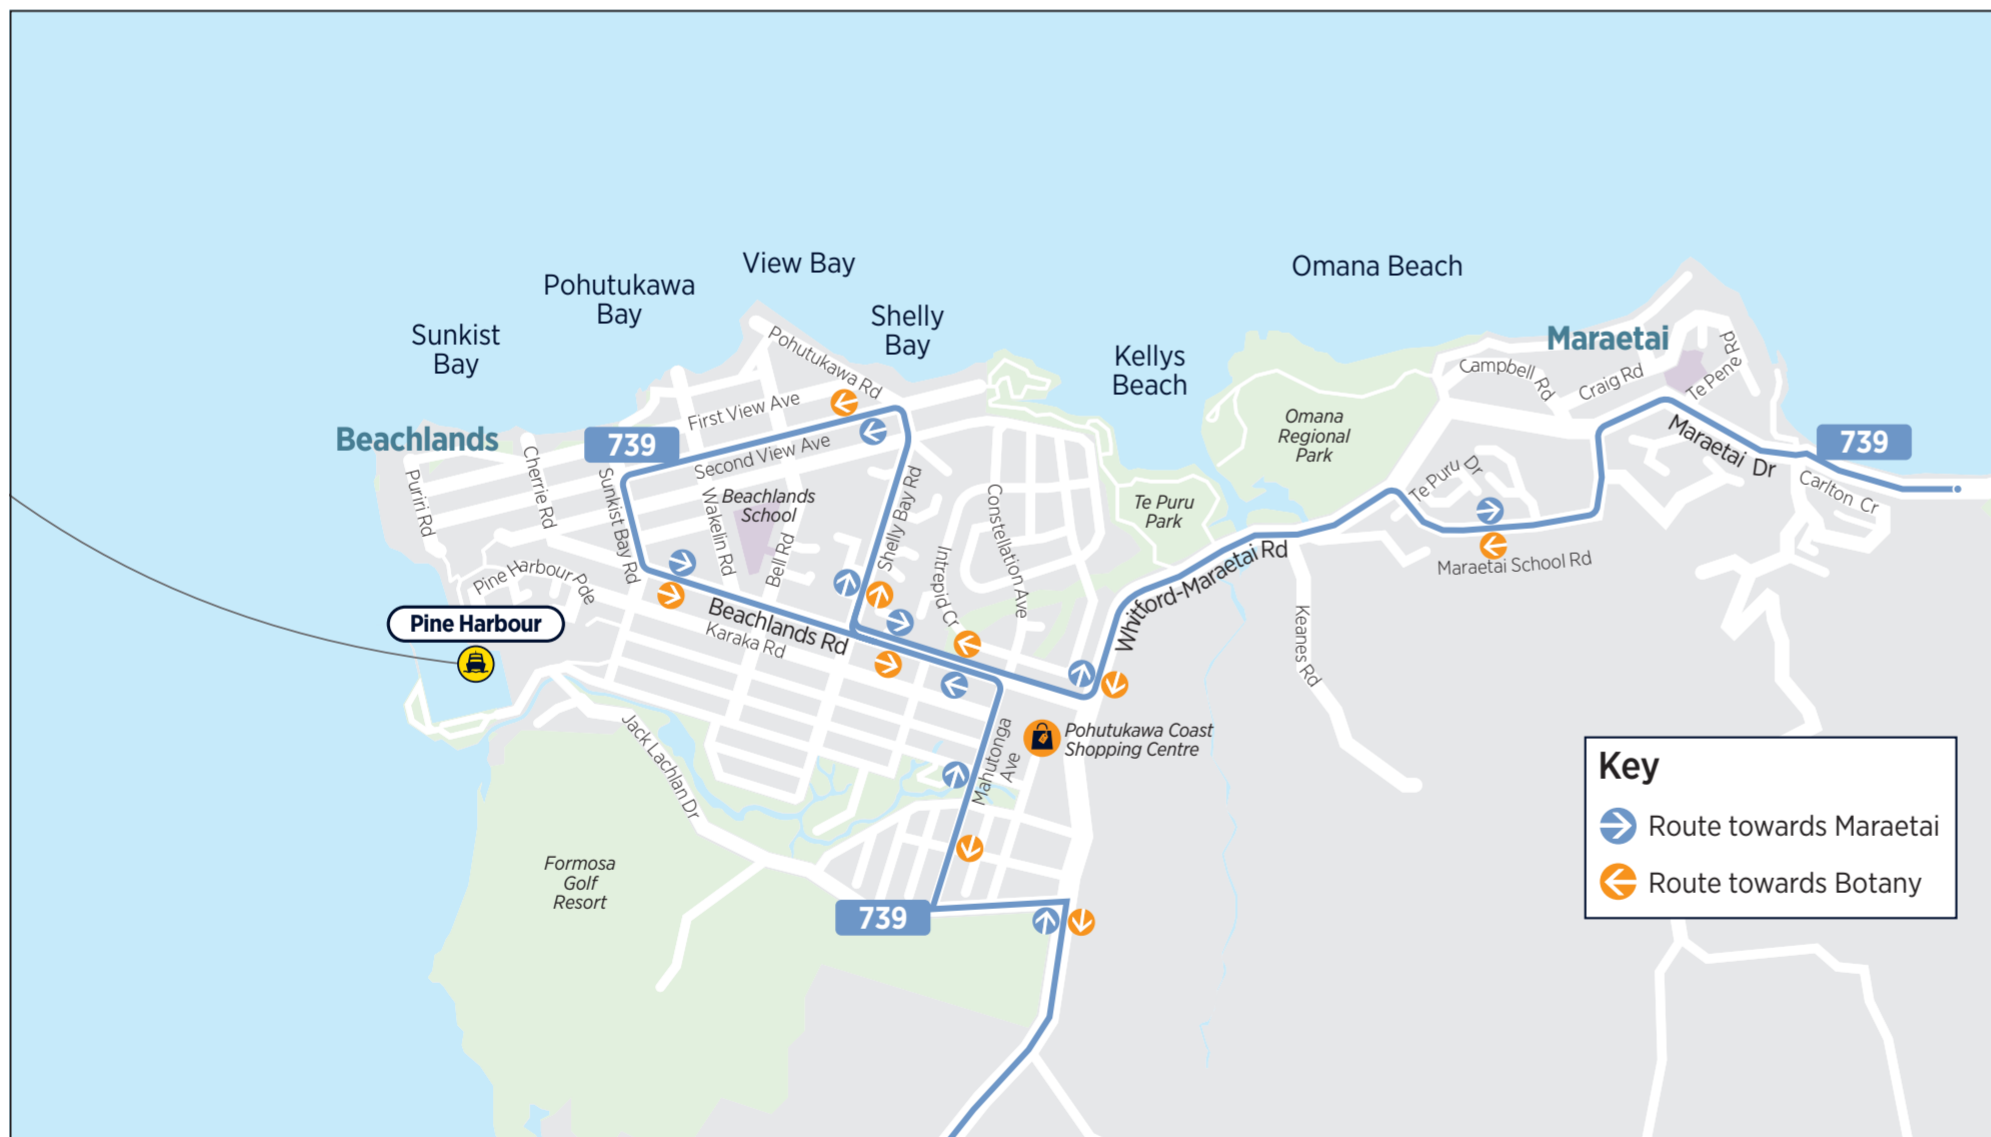 View Bay
Omana Beach
Pohutukawa
Bay
Shelly
Bay
Sunkist
Bay
Kellys
Beach
Maraetai
Beachlands
739
Pohutukawa Rd
First View Ave
Second View Ave
Puriri Rd
Cherrie Rd
Sunkist Bay Rd
Wakelin Rd
Beachlands
School
Bell Rd
Shelly Bay Rd
Intrepid Cr
Constellation Ave
Te Puru
Park
Omana
Regional
Park
Campbell Rd
Craig Rd
Te Pene Rd
Maraetai Dr
739
Carlton Cr
Te Puru Dr
Maraetai School Rd
Whitford-Maraetai Rd
Keanes Rd
Pine Harbour Pde
Pine Harbour
Beachlands Rd
Karaka Rd
Jack Lachlan Dr
Mahutonga
Ave
Pohutukawa Coast
Shopping Centre
Formosa
Golf
Resort
739
Key
Route towards Maraetai
Route towards Botany